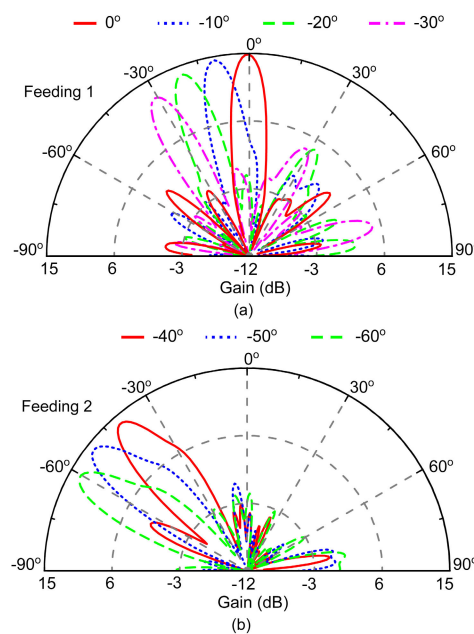 0° -10° -20° -30°
0°
Feeding 1
-30° 30°
-60° 60°
-90° 90
15 6 -3 -12 -3 6 15
Gain (dB)
(a)
-40° -50° -60°
0°
Feeding 2
-30° 30°
-60° 60°
-90° 90°
15 6 -3 -12 -3 6 15
Gain (dB)
(b)